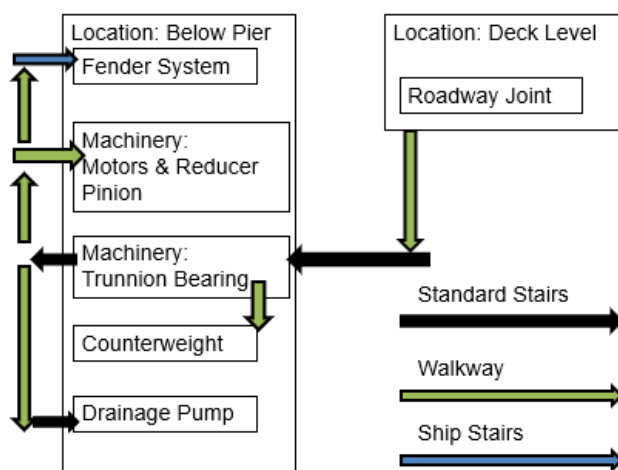 Location: Below Pier
Fender System
Machinery:
Motors & Reducer
Pinion
Machinery:
Trunnion Bearing
Counterweight
Drainage Pump
Location: Deck Level
Roadway Joint
Standard Stairs
Walkway
Ship Stairs